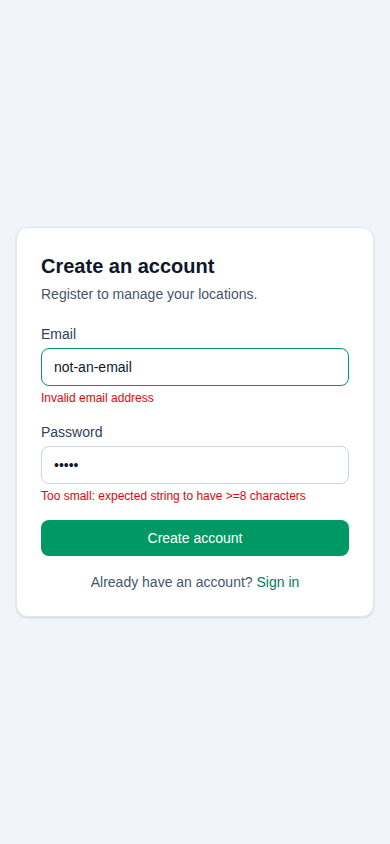 Create an account
Register to manage your locations.
Email
not-an-email
Invalid email address
Password
•••••
Too small: expected string to have >=8 characters
Create account
Already have an account? Sign in